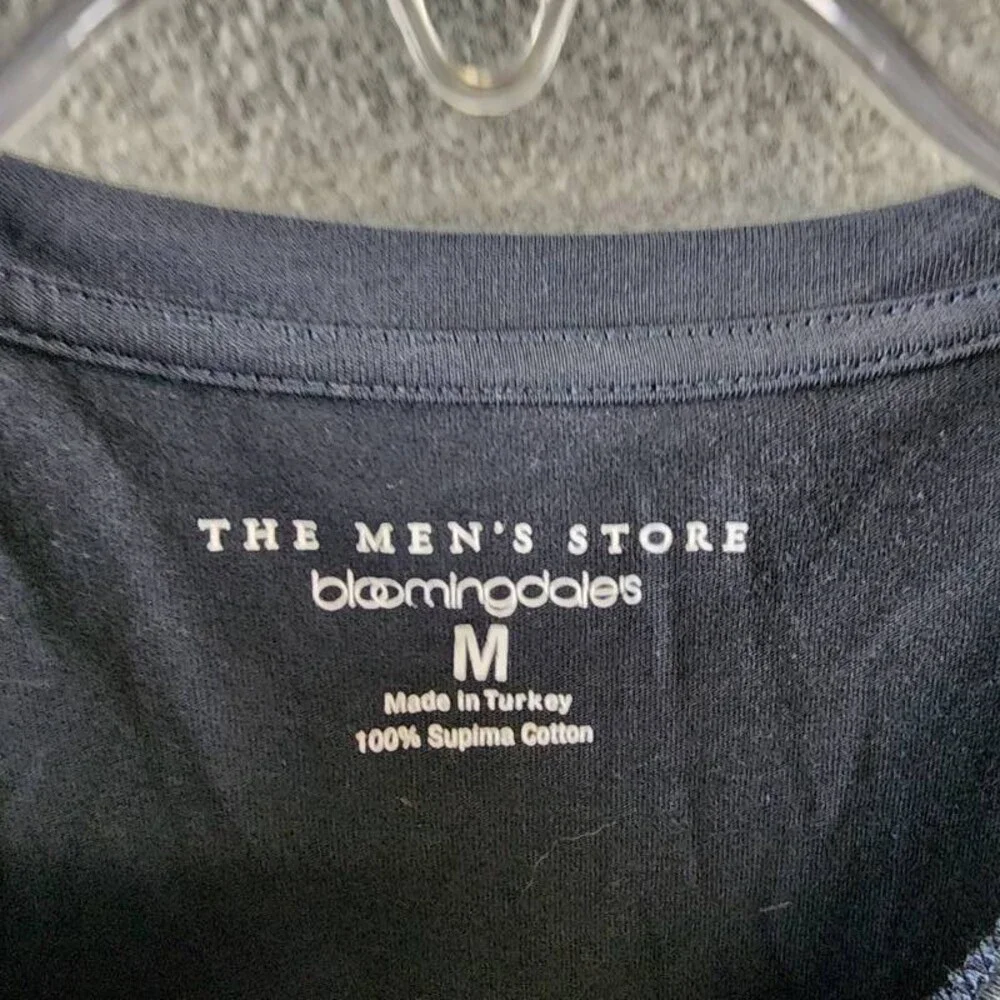 THE MEN'S STORE
bloomingdale's
M
Made in Turkey
100% Supima Cotton